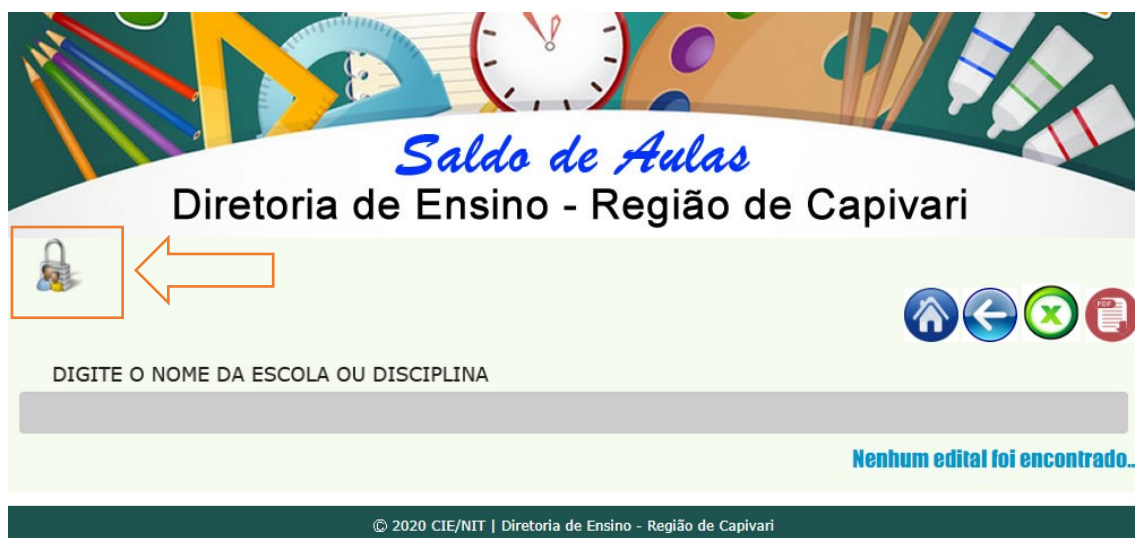 Saldo de Aulas
Diretoria de Ensino - Região de Capivari
PDF
DIGITE O NOME DA ESCOLA OU DISCIPLINA
Nenhum edital foi encontrado..
© 2020 CIE/NIT | Diretoria de Ensino - Região de Capivari